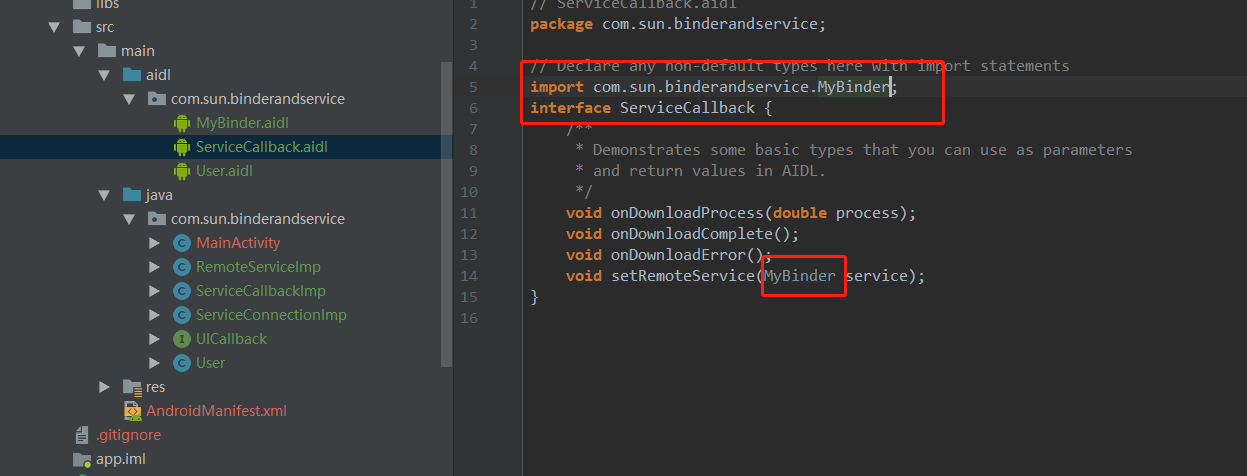 libs
src
main
aidl
com.sun.binderandservice
MyBinder.aidl
ServiceCallback.aidl
User.aidl
java
com.sun.binderandservice
MainActivity
RemoteServiceImp
ServiceCallbackImp
ServiceConnectionImp
UICallback
User
res
AndroidManifest.xml
.gitignore
app.iml
1 // ServiceCallback.aidl
2 package com.sun.binderandservice;
3
4 // Declare any non-default types here with import statements
5 import com.sun.binderandservice.MyBinder;
6 interface ServiceCallback {
7 /**
8 * Demonstrates some basic types that you can use as parameters
9 * and return values in AIDL.
10 */
11 void onDownloadProcess(double process);
12 void onDownloadComplete();
13 void onDownloadError();
14 void setRemoteService(MyBinder service);
15 }
16